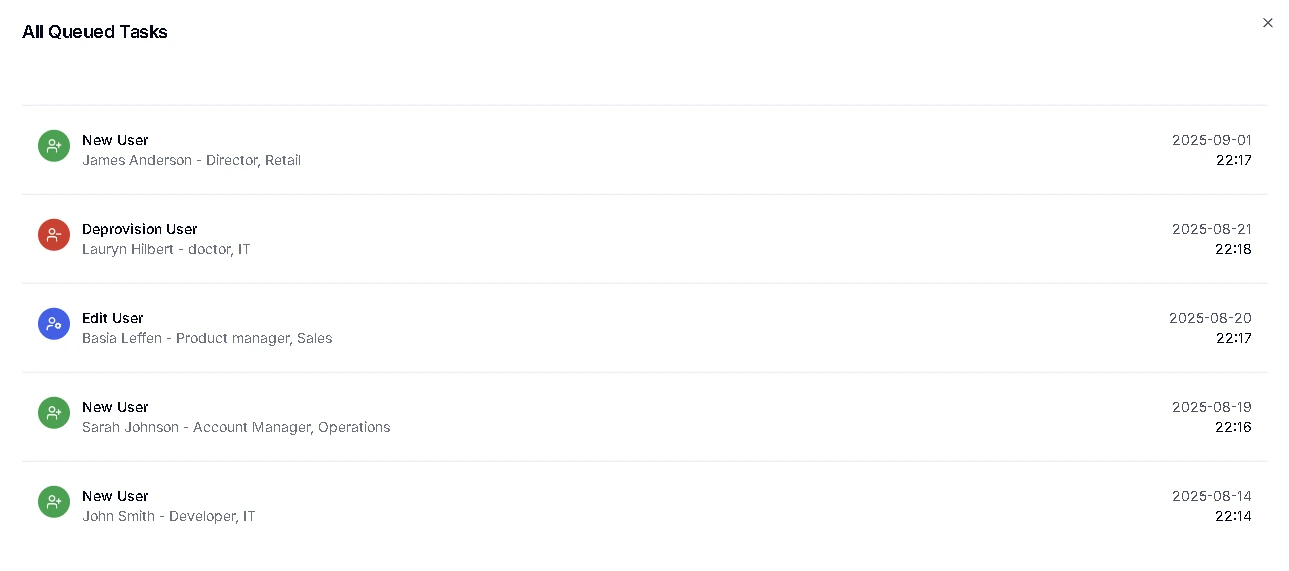 All Queued Tasks
New User
James Anderson - Director, Retail
2025-09-01
22:17
Deprovision User
Lauryn Hilbert - doctor, IT
2025-08-21
22:18
Edit User
Basia Leffen - Product manager, Sales
2025-08-20
22:17
New User
Sarah Johnson - Account Manager, Operations
2025-08-19
22:16
New User
John Smith - Developer, IT
2025-08-14
22:14